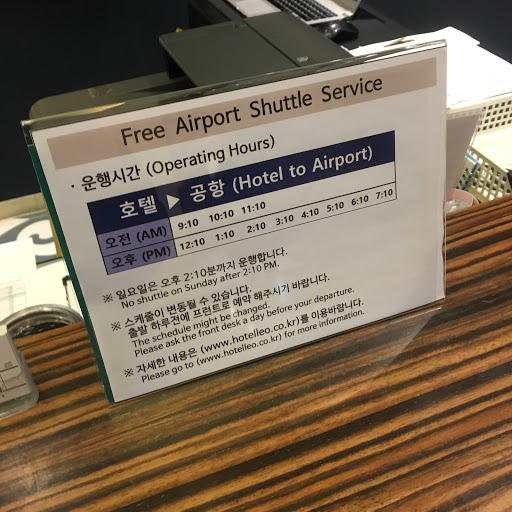 Free Airport Shuttle Service
· 운행시간 (Operating Hours)
호텔 ▶ 공항 (Hotel to Airport)
오전 (AM) 9:10 10:10 11:10
오후 (PM) 12:10 1:10 2:10 3:10 4:10 5:10 6:10 7:10
※ 일요일은 오후 2:10분까지 운행합니다.
No shuttle on Sunday after 2:10 PM.
※ 스케줄이 변동될 수 있습니다.
출발 하루전에 프런트로 예약 해주시기 바랍니다.
The schedule might be changed.
Please ask the front desk a day before your departure.
※ 자세한 내용은 (www.hotelleo.co.kr)를 이용바랍니다.
Please go to (www.hotelleo.co.kr) for more information.